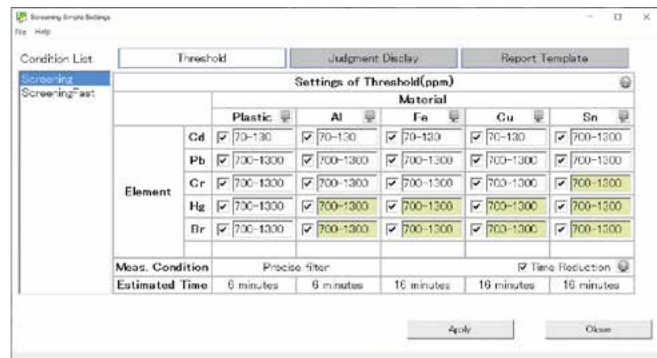 Screening Simple Settings
File Help
Condition List
Threshold Judgment Display Report Template
Screening
ScreeningFast
Settings of Threshold(ppm)
Material
Plastic Al Fe Cu Sn
Element
Cd 70-130 70-130 70-130 70-130 700-1300
Pb 700-1300 700-1300 700-1300 700-1300 700-1300
Cr 700-1300 700-1300 700-1300 700-1300 700-1300
Hg 700-1300 700-1300 700-1300 700-1300 700-1300
Br 700-1300 700-1300 700-1300 700-1300 700-1300
Meas. Condition Precise filter Time Reduction
Estimated Time 6 minutes 6 minutes 16 minutes 16 minutes 16 minutes
Apply Close